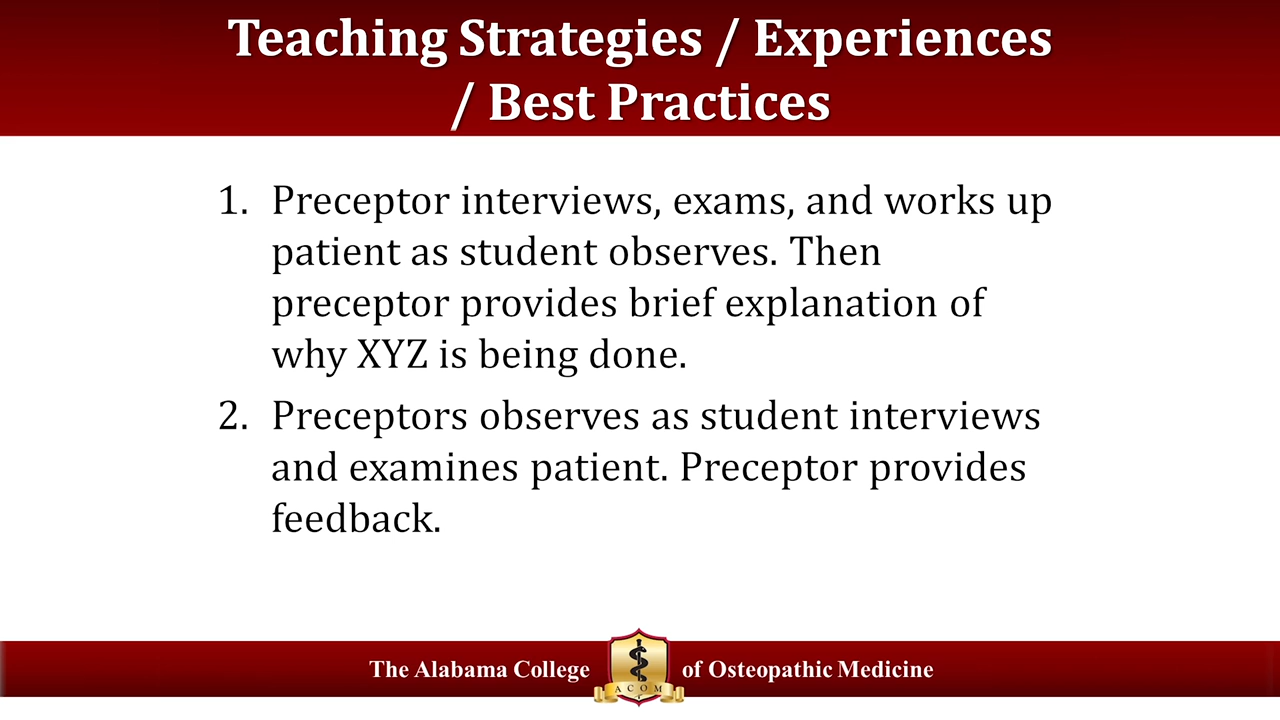 Teaching Strategies / Experiences
/ Best Practices
1. Preceptor interviews, exams, and works up
patient as student observes. Then
preceptor provides brief explanation of
why XYZ is being done.
2. Preceptors observes as student interviews
and examines patient. Preceptor provides
feedback.
The Alabama College of Osteopathic Medicine
ACOM